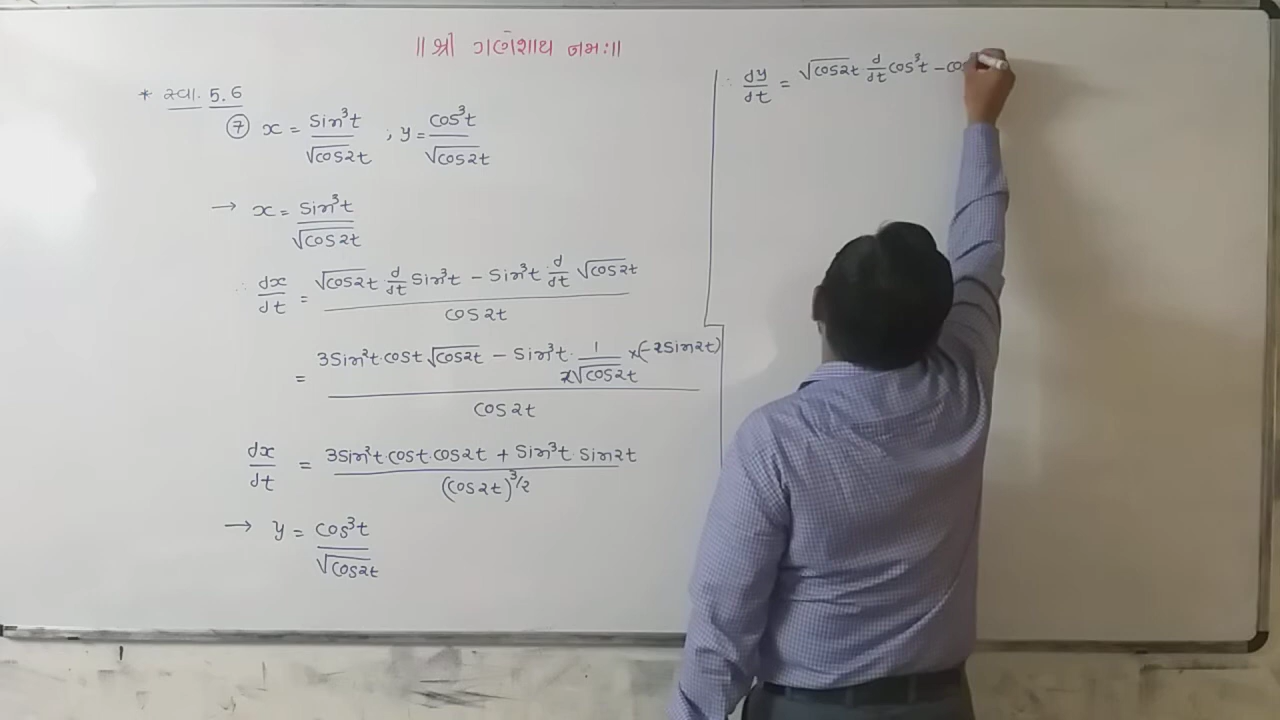 ॥ શ્રી ગણેશાય નમઃ॥
* સ્વા. 5.6
⑦ x = sin³t / √cos2t ; y = cos³t / √cos2t
→ x = sin³t / √cos2t
∴ dx/dt = (√cos2t d/dt sin³t - sin³t d/dt √cos2t) / cos2t
= (3sin²t·cost √cos2t - sin³t · 1/(2√cos2t) × (-2sin2t)) / cos2t
dx/dt = (3sin²t·cost·cos2t + sin³t·sin2t) / (cos2t)^3/2
→ y = cos³t / √cos2t
∴ dy/dt = √cos2t d/dt cos³t - cos